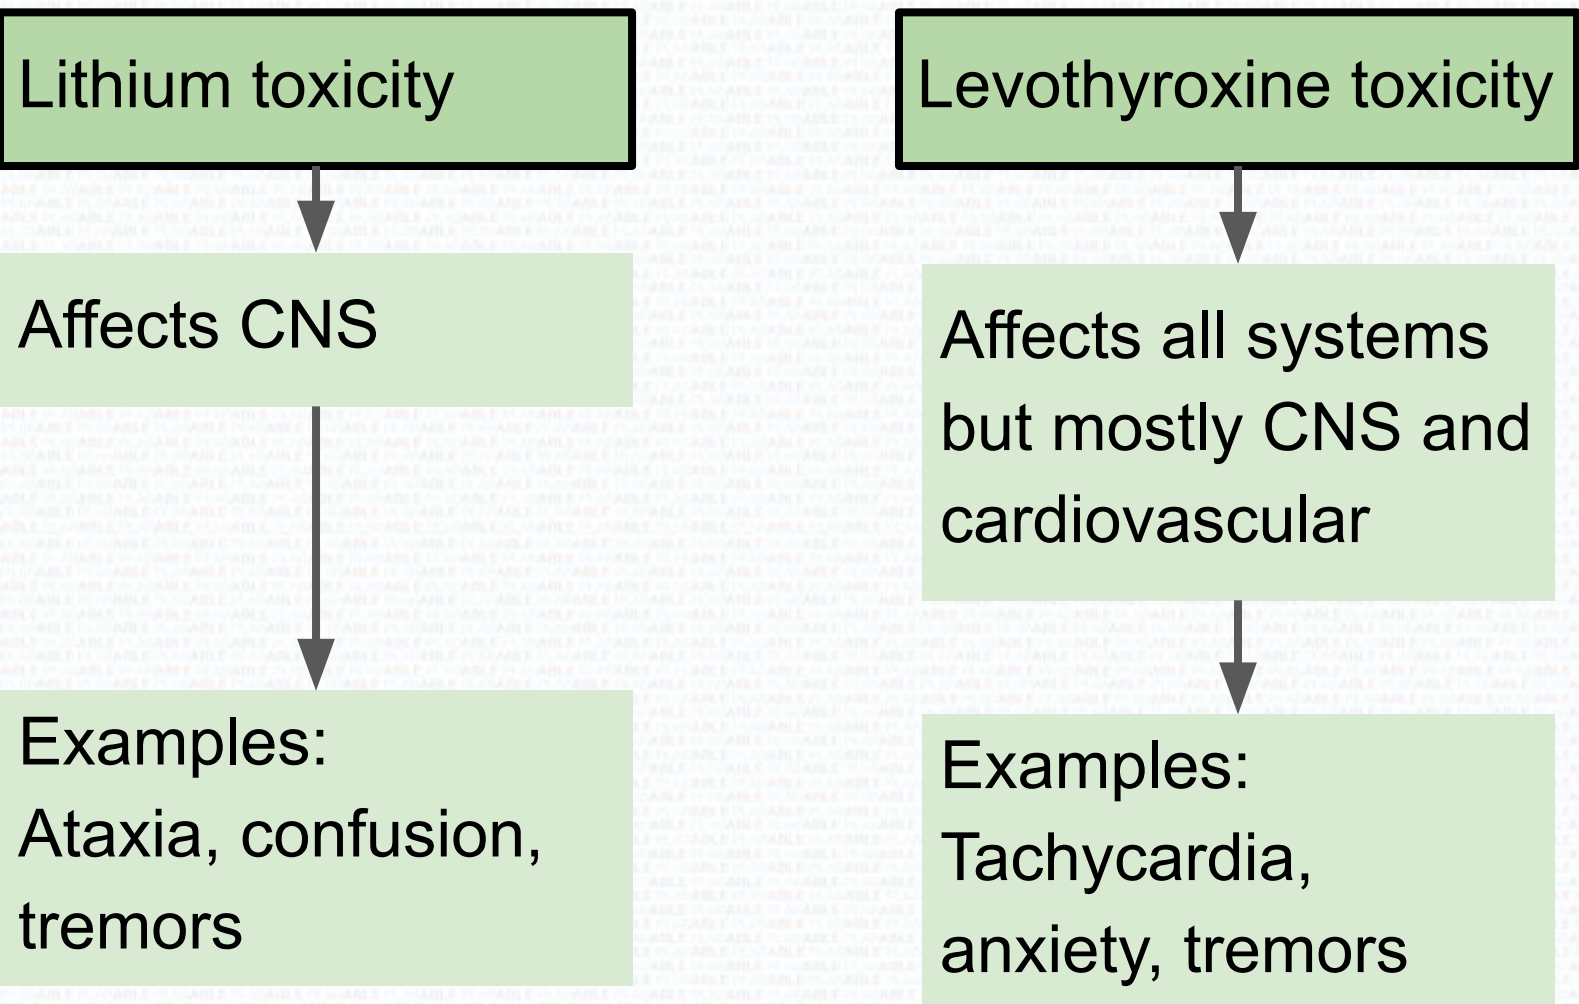 Lithium toxicity
Affects CNS
Examples:
Ataxia, confusion,
tremors
Levothyroxine toxicity
Affects all systems
but mostly CNS and
cardiovascular
Examples:
Tachycardia,
anxiety, tremors